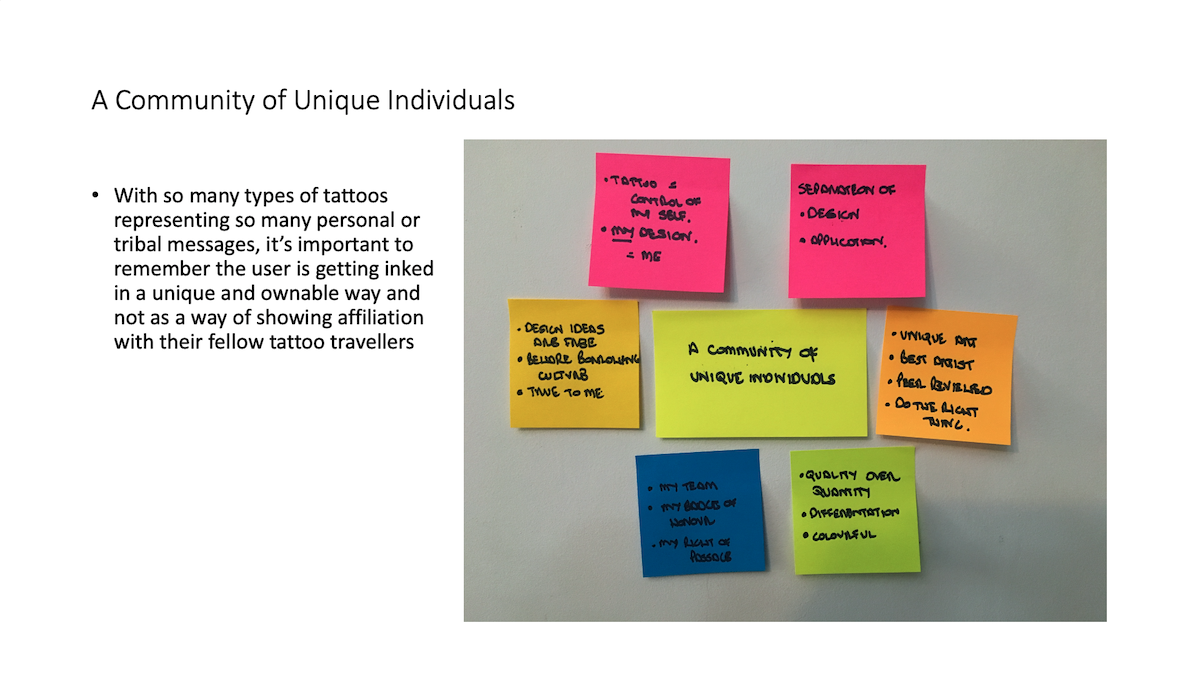 A Community of Unique Individuals
• With so many types of tattoos
representing so many personal or
tribal messages, it's important to
remember the user is getting inked
in a unique and ownable way and
not as a way of showing affiliation
with their fellow tattoo travellers
• TATTOO =
CONTROL OF
MY SELF.
• MY DESIGN.
= ME
SEPARATION OF
• DESIGN
• APPLICATION.
• DESIGN IDEAS
ARE FREE
• BEWARE BORROWING
CULTURE
• TRUE TO ME
A COMMUNITY OF
UNIQUE INDIVIDUALS
• UNIQUE ART
• BEST ARTIST
• PEER REVIEWED
• DO THE RIGHT
THING.
• MY TEAM
• MY BADGE OF
HONOUR
• MY RIGHT OF
PASSAGE
• QUALITY OVER
QUANTITY
• DIFFERENTATION
• COLOURFUL